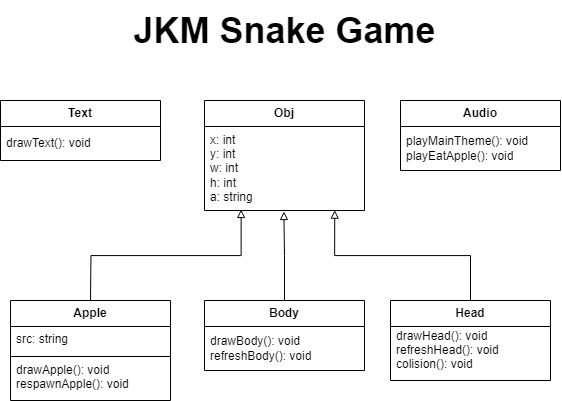 JKM Snake Game
Text
drawText(): void
Obj
x: int
y: int
w: int
h: int
a: string
Audio
playMainTheme(): void
playEatApple(): void
Apple
src: string
drawApple(): void
respawnApple(): void
Body
drawBody(): void
refreshBody(): void
Head
drawHead(): void
refreshHead(): void
colision(): void